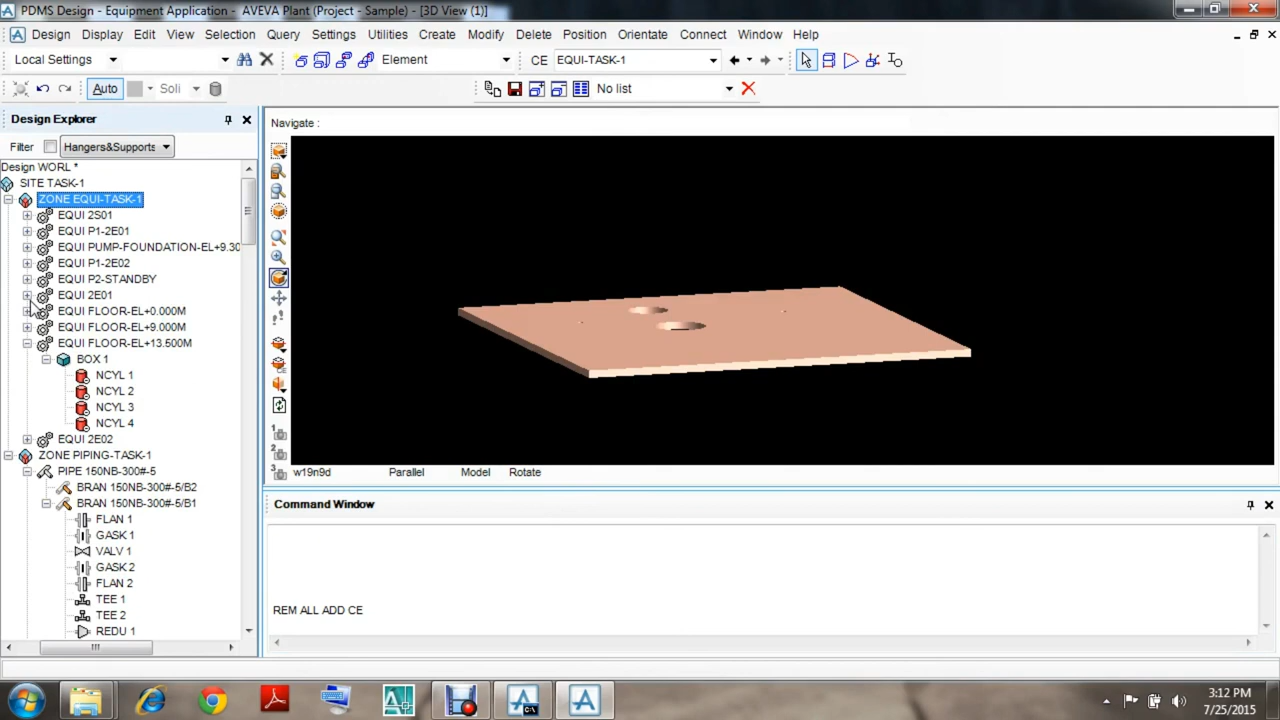 PDMS Design - Equipment Application - AVEVA Plant (Project - Sample) - [3D View (1)]
Design Display Edit View Selection Query Settings Utilities Create Modify Delete Position Orientate Connect Window Help
Local Settings Element CE EQUI-TASK-1
Auto Soli No list
Design Explorer
Navigate :
Filter Hangers&Supports
Design WORL *
SITE TASK-1
ZONE EQUI-TASK-1
EQUI 2S01
EQUI P1-2E01
EQUI PUMP-FOUNDATION-EL+9.30
EQUI P1-2E02
EQUI P2-STANDBY
EQUI 2E01
EQUI FLOOR-EL+0.000M
EQUI FLOOR-EL+9.000M
EQUI FLOOR-EL+13.500M
BOX 1
NCYL 1
NCYL 2
NCYL 3
NCYL 4
EQUI 2E02
ZONE PIPING-TASK-1
PIPE 150NB-300#-5
BRAN 150NB-300#-5/B2
BRAN 150NB-300#-5/B1
FLAN 1
GASK 1
VALV 1
GASK 2
FLAN 2
TEE 1
TEE 2
REDU 1
CE
1
2
3
w19n9d Parallel Model Rotate
Command Window
REM ALL ADD CE
3:12 PM
7/25/2015